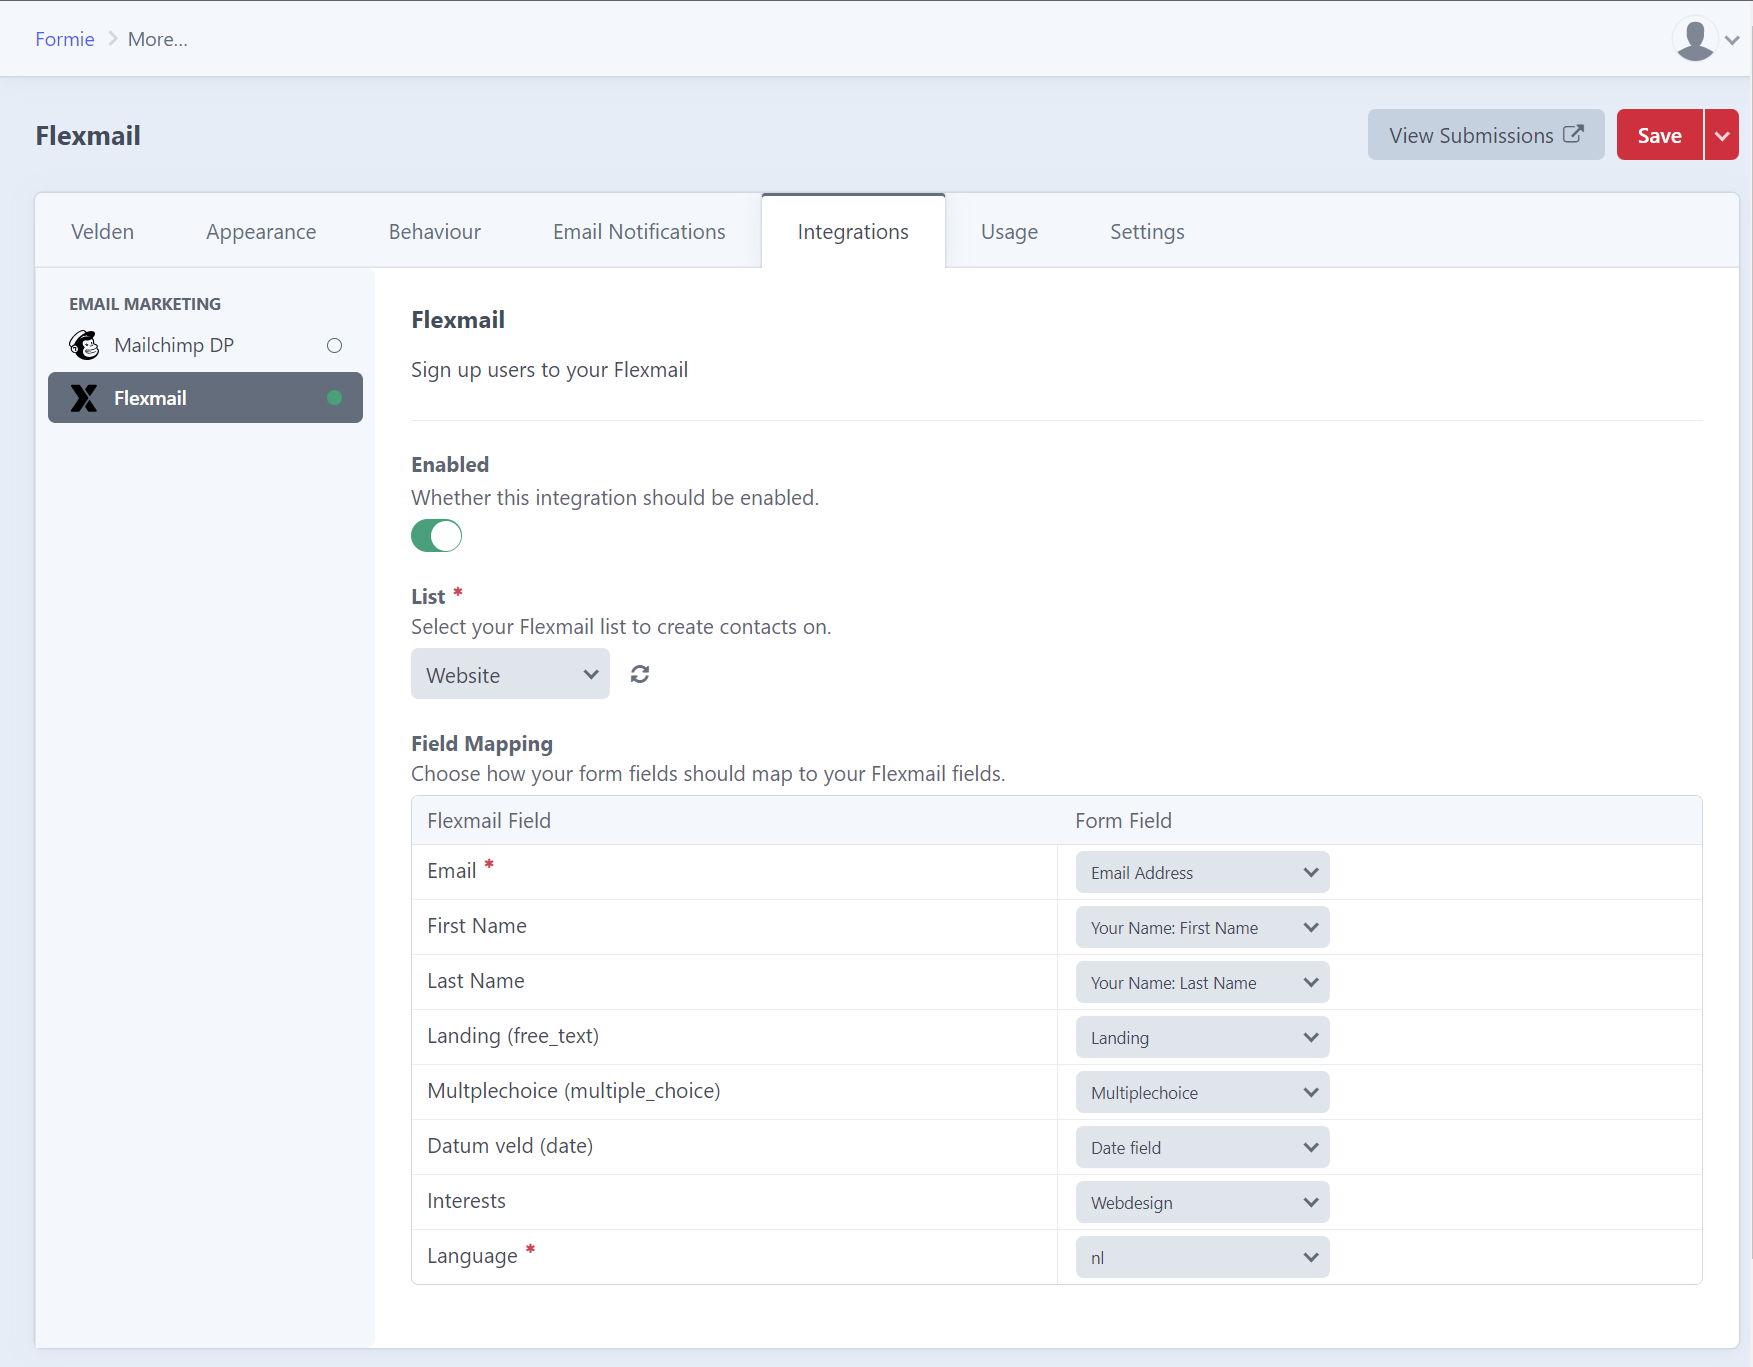 Formie
More...
Flexmail
View Submissions
Save
Velden
Appearance
Behaviour
Email Notifications
Integrations
Usage
Settings
EMAIL MARKETING
Mailchimp DP
Flexmail
Flexmail
Sign up users to your Flexmail
Enabled
Whether this integration should be enabled.
List *
Select your Flexmail list to create contacts on.
Website
Field Mapping
Choose how your form fields should map to your Flexmail fields.
Flexmail Field
Form Field
Email *
Email Address
First Name
Your Name: First Name
Last Name
Your Name: Last Name
Landing (free_text)
Landing
Multplechoice (multiple_choice)
Multiplechoice
Datum veld (date)
Date field
Interests
Webdesign
Language *
nl